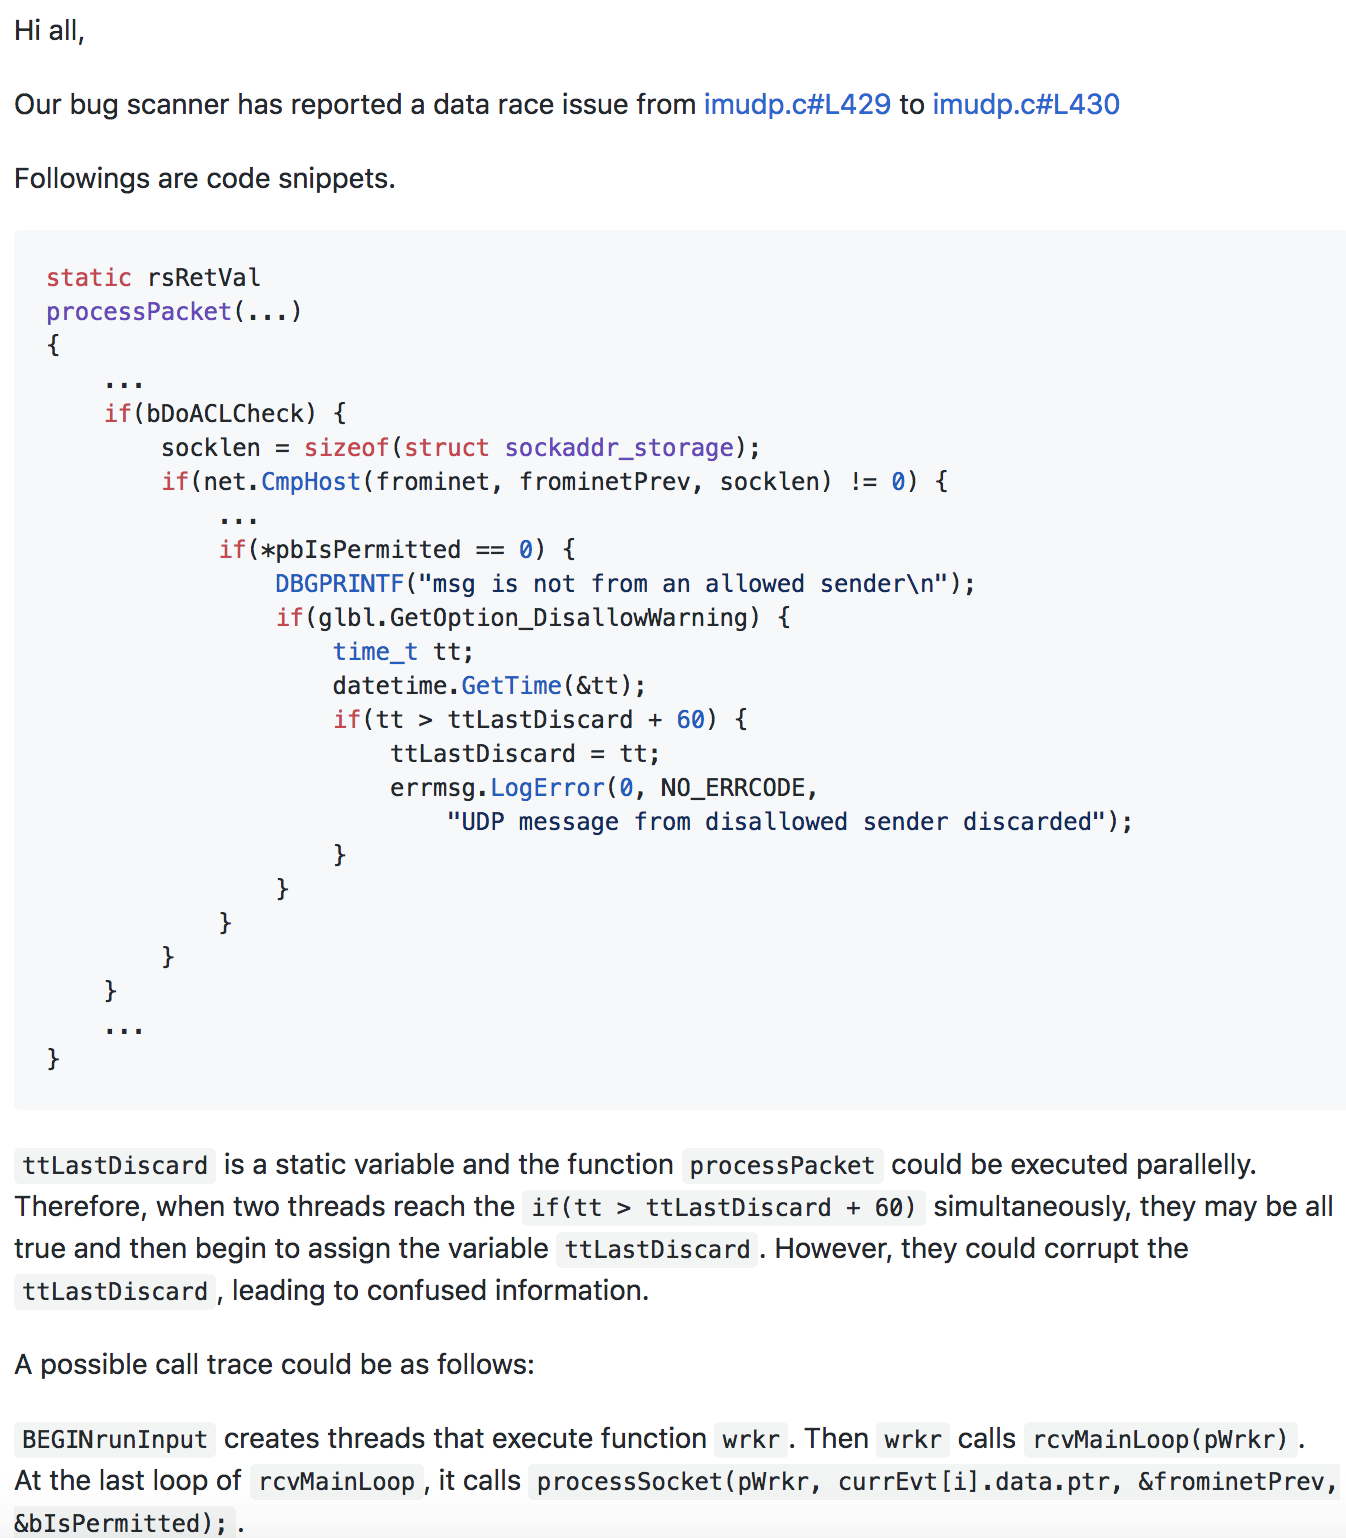 Hi all,
Our bug scanner has reported a data race issue from imudp.c#L429 to imudp.c#L430
Followings are code snippets.
static rsRetVal
processPacket(...)
{
    ...
    if(bDoACLCheck) {
        socklen = sizeof(struct sockaddr_storage);
        if(net.CmpHost(frominet, frominetPrev, socklen) != 0) {
            ...
            if(*pbIsPermitted == 0) {
                DBGPRINTF("msg is not from an allowed sender\n");
                if(glbl.GetOption_DisallowWarning) {
                    time_t tt;
                    datetime.GetTime(&tt);
                    if(tt > ttLastDiscard + 60) {
                        ttLastDiscard = tt;
                        errmsg.LogError(0, NO_ERRCODE,
                            "UDP message from disallowed sender discarded");
                    }
                }
            }
        }
    }
    ...
}
ttLastDiscard is a static variable and the function processPacket could be executed parallelly.
Therefore, when two threads reach the if(tt > ttLastDiscard + 60) simultaneously, they may be all
true and then begin to assign the variable ttLastDiscard. However, they could corrupt the
ttLastDiscard, leading to confused information.
A possible call trace could be as follows:
BEGINrunInput creates threads that execute function wrkr. Then wrkr calls rcvMainLoop(pWrkr).
At the last loop of rcvMainLoop, it calls processSocket(pWrkr, currEvt[i].data.ptr, &frominetPrev,
&bIsPermitted);.